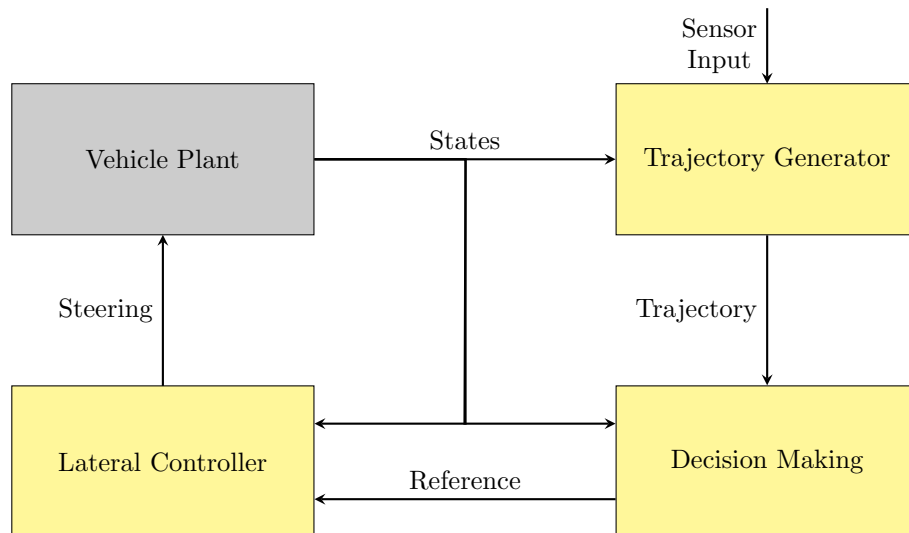 Sensor
Input
States
Vehicle Plant
Trajectory Generator
Steering
Trajectory
Lateral Controller
Decision Making
Reference